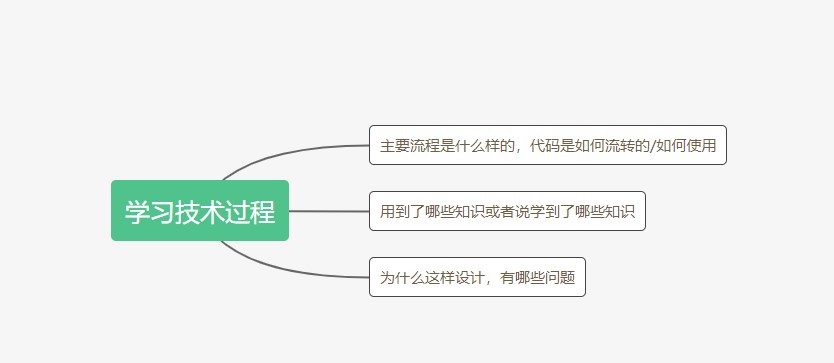 学习技术过程
主要流程是什么样的，代码是如何流转的/如何使用
用到了哪些知识或者说学到了哪些知识
为什么这样设计，有哪些问题